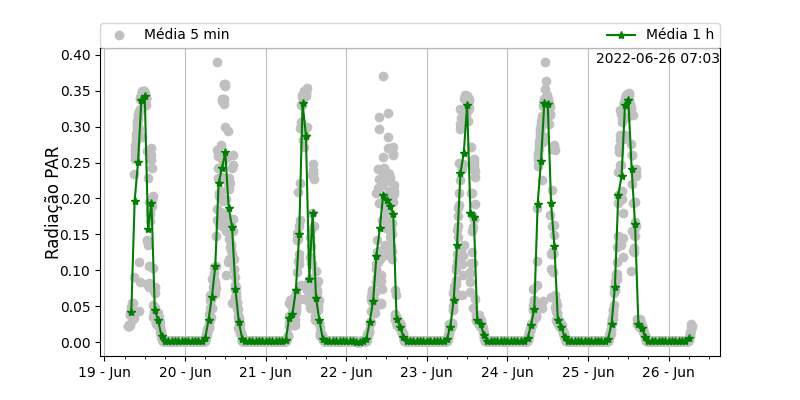 Média 5 min
Média 1 h
2022-06-26 07:03
Radiação PAR
0.40
0.35
0.30
0.25
0.20
0.15
0.10
0.05
0.00
19 - Jun
20 - Jun
21 - Jun
22 - Jun
23 - Jun
24 - Jun
25 - Jun
26 - Jun